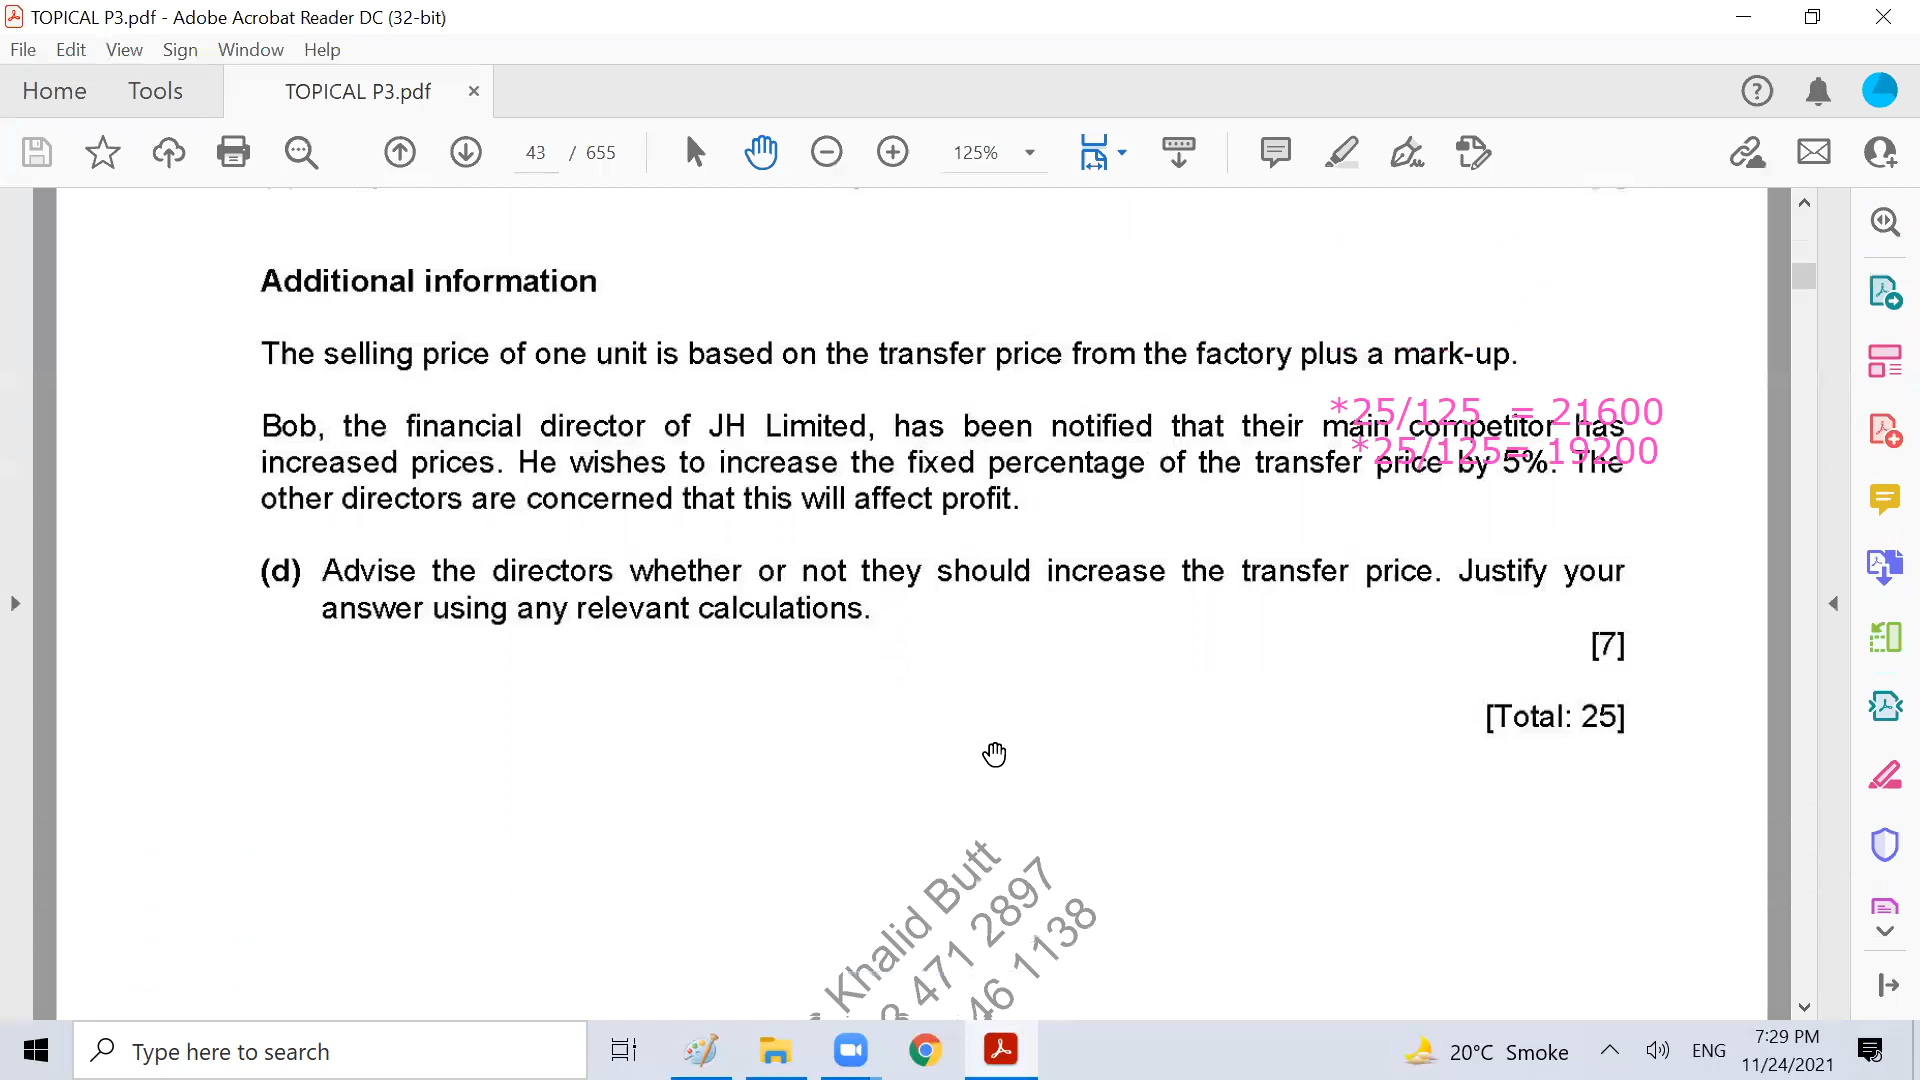 TOPICAL P3.pdf - Adobe Acrobat Reader DC (32-bit)
File Edit View Sign Window Help
Home Tools TOPICAL P3.pdf ×
43 / 655 125%
Additional information
The selling price of one unit is based on the transfer price from the factory plus a mark-up.
*25/125 = 21600
Bob, the financial director of JH Limited, has been notified that their main competitor has
*25/125= 19200
increased prices. He wishes to increase the fixed percentage of the transfer price by 5%. The
other directors are concerned that this will affect profit.
(d) Advise the directors whether or not they should increase the transfer price. Justify your
answer using any relevant calculations.
[7]
[Total: 25]
Khalid Butt
471 2897
46 1138
Type here to search
20°C Smoke
ENG
7:29 PM
11/24/2021